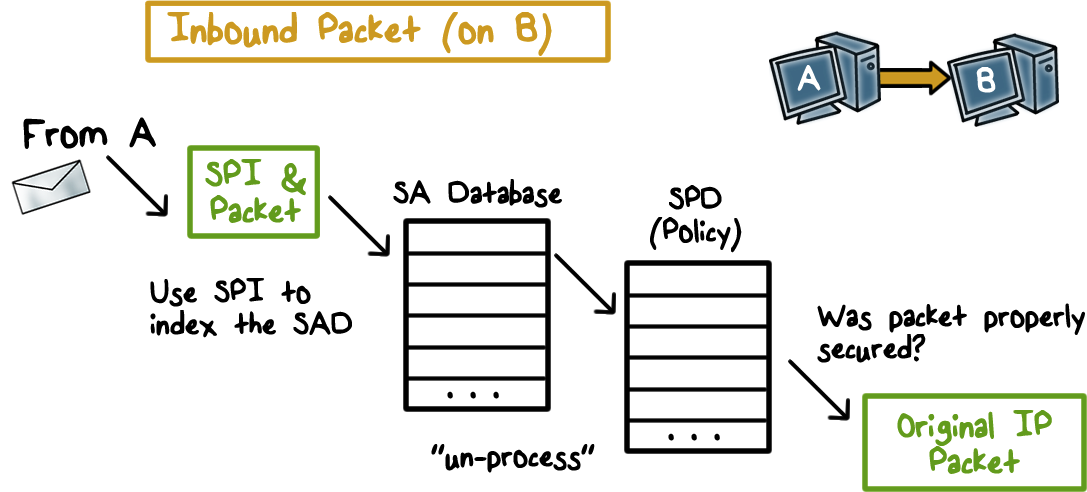 Inbound Packet (on B)
A
B
From A
SPI &
Packet
SA Database
SPD
(Policy)
Use SPI to
index the SAD
Was packet properly
secured?
. . .
. . .
"un-process"
Original IP
Packet